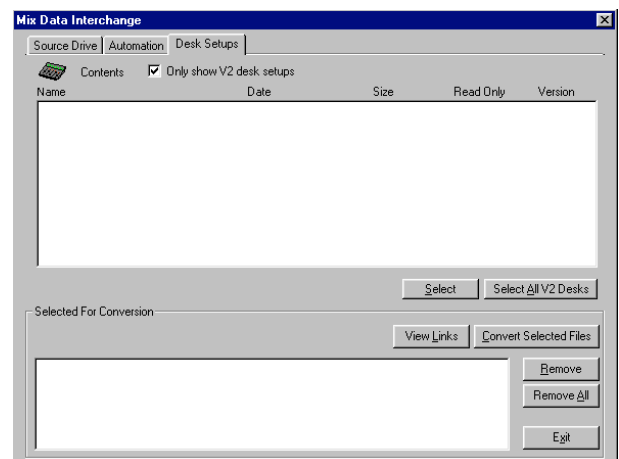 Mix Data Interchange
Source Drive Automation Desk Setups
Contents Only show V2 desk setups
Name Date Size Read Only Version
Select Select All V2 Desks
Selected For Conversion
View Links Convert Selected Files
Remove
Remove All
Exit